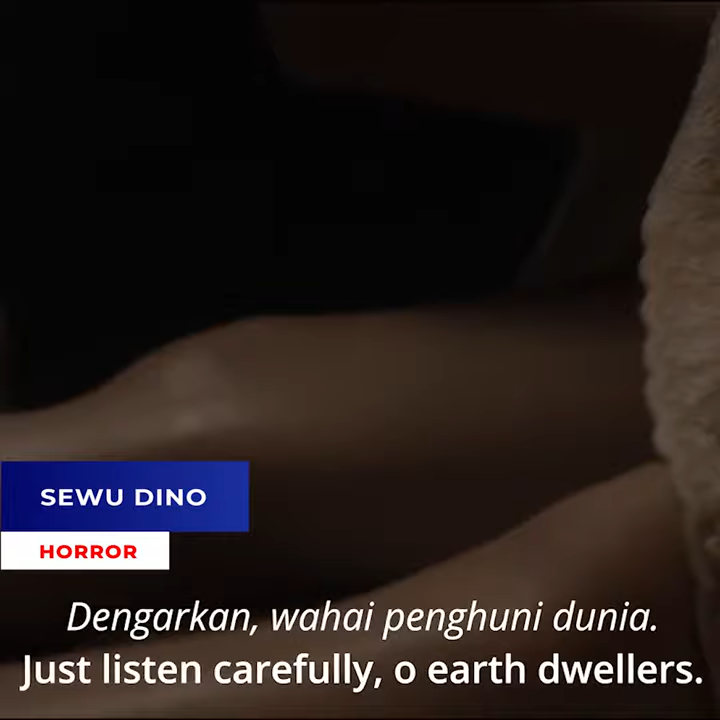 SEWU DINO
HORROR
Dengarkan, wahai penghuni dunia.
Just listen carefully, o earth dwellers.